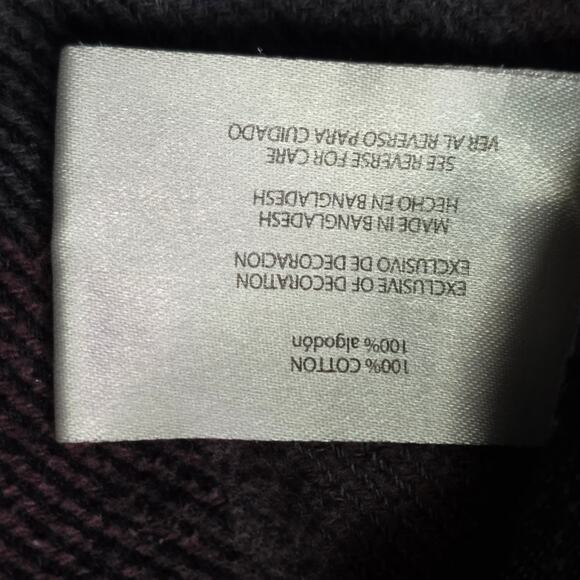 100% COTTON
100% algodón
EXCLUSIVE OF DECORATION
EXCLUSIVO DE DECORACION
MADE IN BANGLADESH
HECHO EN BANGLADESH
SEE REVERSE FOR CARE
VER AL REVERSO PARA CUIDADO